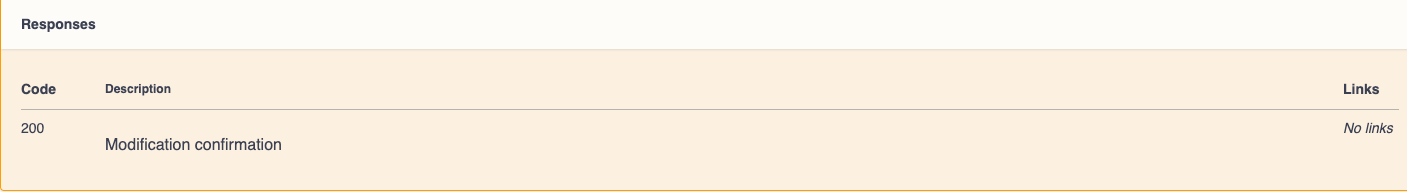 Responses
Code Description Links
200 No links
Modification confirmation